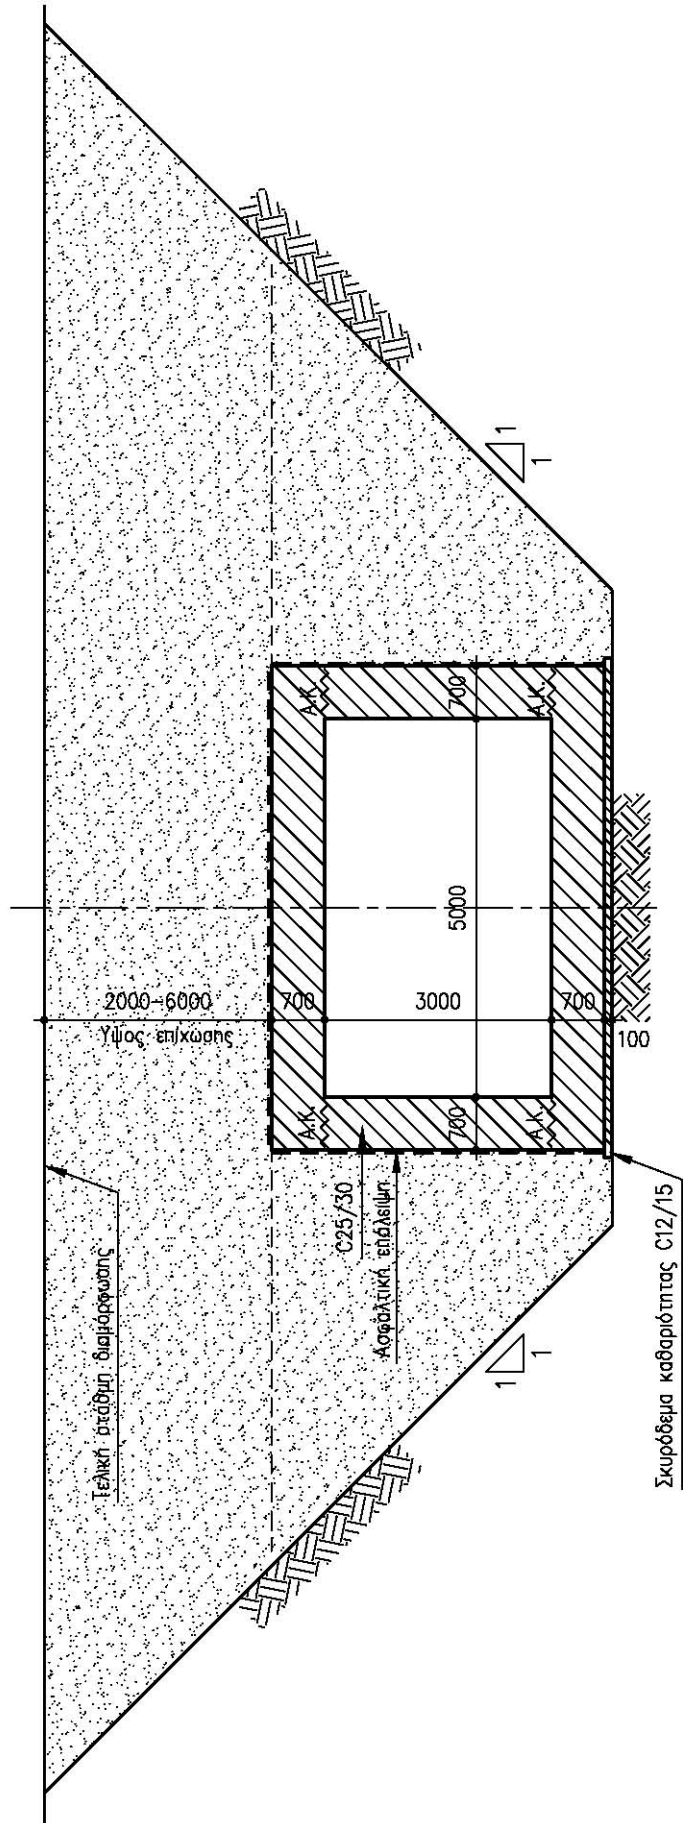 Τελική στάθμη διαμόρφωσης
2000-6000
Ύψος επίχωσης
700
3000
700
100
A.K.
A.K.
A.K.
A.K.
700
5000
700
C25/30
Ασφαλτική επάλειψη
1
1
1
1
Σκυρόδεμα καθαριότητας C12/15